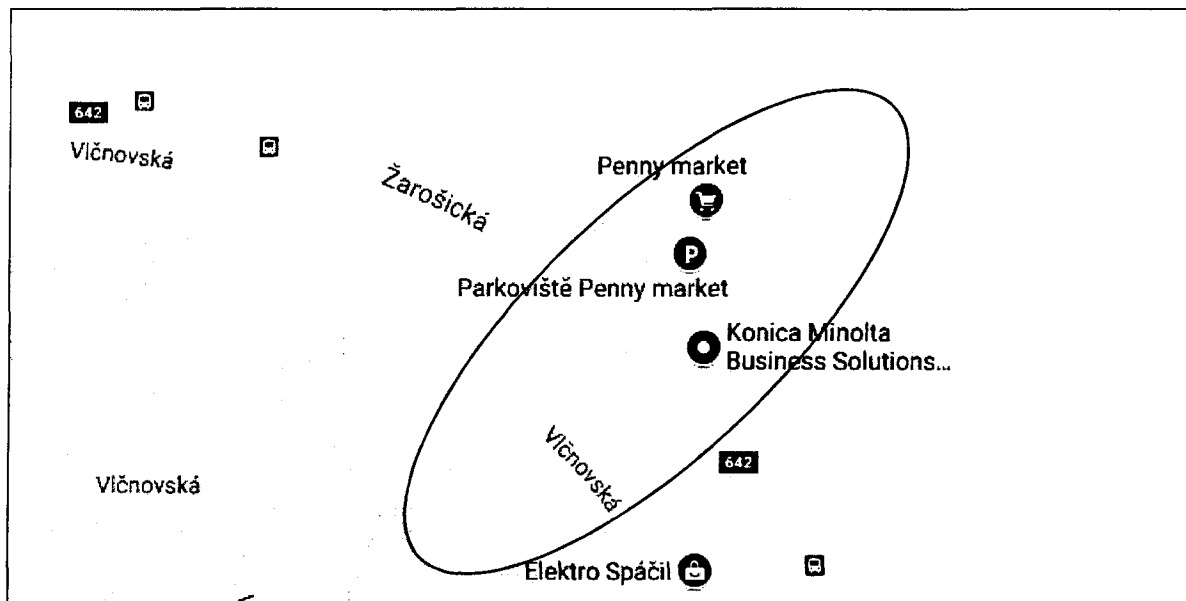 642
Vlčnovská
Žarošická
Penny market
P
Parkoviště Penny market
Konica Minolta
Business Solutions...
Vlčnovská
642
Vlčnovská
Elektro Spáčil